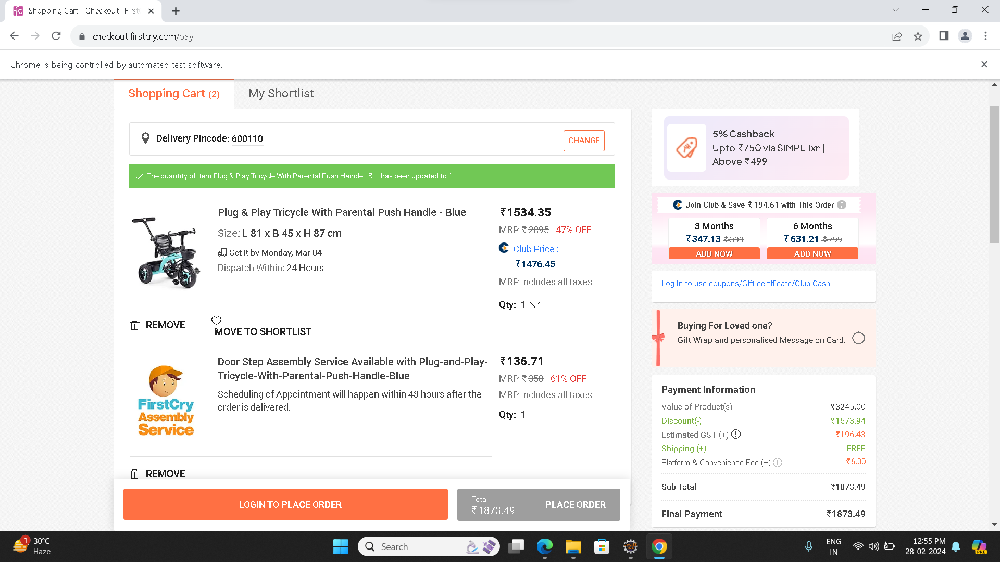 Shopping Cart - Checkout | First
checkout.firstcry.com/pay
Chrome is being controlled by automated test software.
Shopping Cart (2)
My Shortlist
Delivery Pincode: 600110
CHANGE
The quantity of item Plug & Play Tricycle With Parental Push Handle - B... has been updated to 1.
Plug & Play Tricycle With Parental Push Handle - Blue
Size: L 81 x B 45 x H 87 cm
Get it by Monday, Mar 04
Dispatch Within: 24 Hours
₹1534.35
MRP ₹2895 47% OFF
Club Price :
₹1476.45
MRP Includes all taxes
Qty: 1
REMOVE
MOVE TO SHORTLIST
FirstCry
Assembly
Service
Door Step Assembly Service Available with Plug-and-Play-
Tricycle-With-Parental-Push-Handle-Blue
Scheduling of Appointment will happen within 48 hours after the
order is delivered.
₹136.71
MRP ₹350 61% OFF
MRP Includes all taxes
Qty: 1
REMOVE
LOGIN TO PLACE ORDER
Total
₹1873.49
PLACE ORDER
5% Cashback
Upto ₹750 via SIMPL Txn |
Above ₹499
Join Club & Save ₹194.61 with This Order ?
3 Months
₹347.13 ₹399
ADD NOW
6 Months
₹631.21 ₹799
ADD NOW
Log in to use coupons/Gift certificate/Club Cash
Buying For Loved one?
Gift Wrap and personalised Message on Card.
Payment Information
Value of Product(s) ₹3245.00
Discount(-) ₹1573.94
Estimated GST (+) ₹196.43
Shipping (+) FREE
Platform & Convenience Fee (+) ₹6.00
Sub Total ₹1873.49
Final Payment ₹1873.49
1
30°C
Haze
Search
ENG
IN
12:55 PM
28-02-2024
PRE